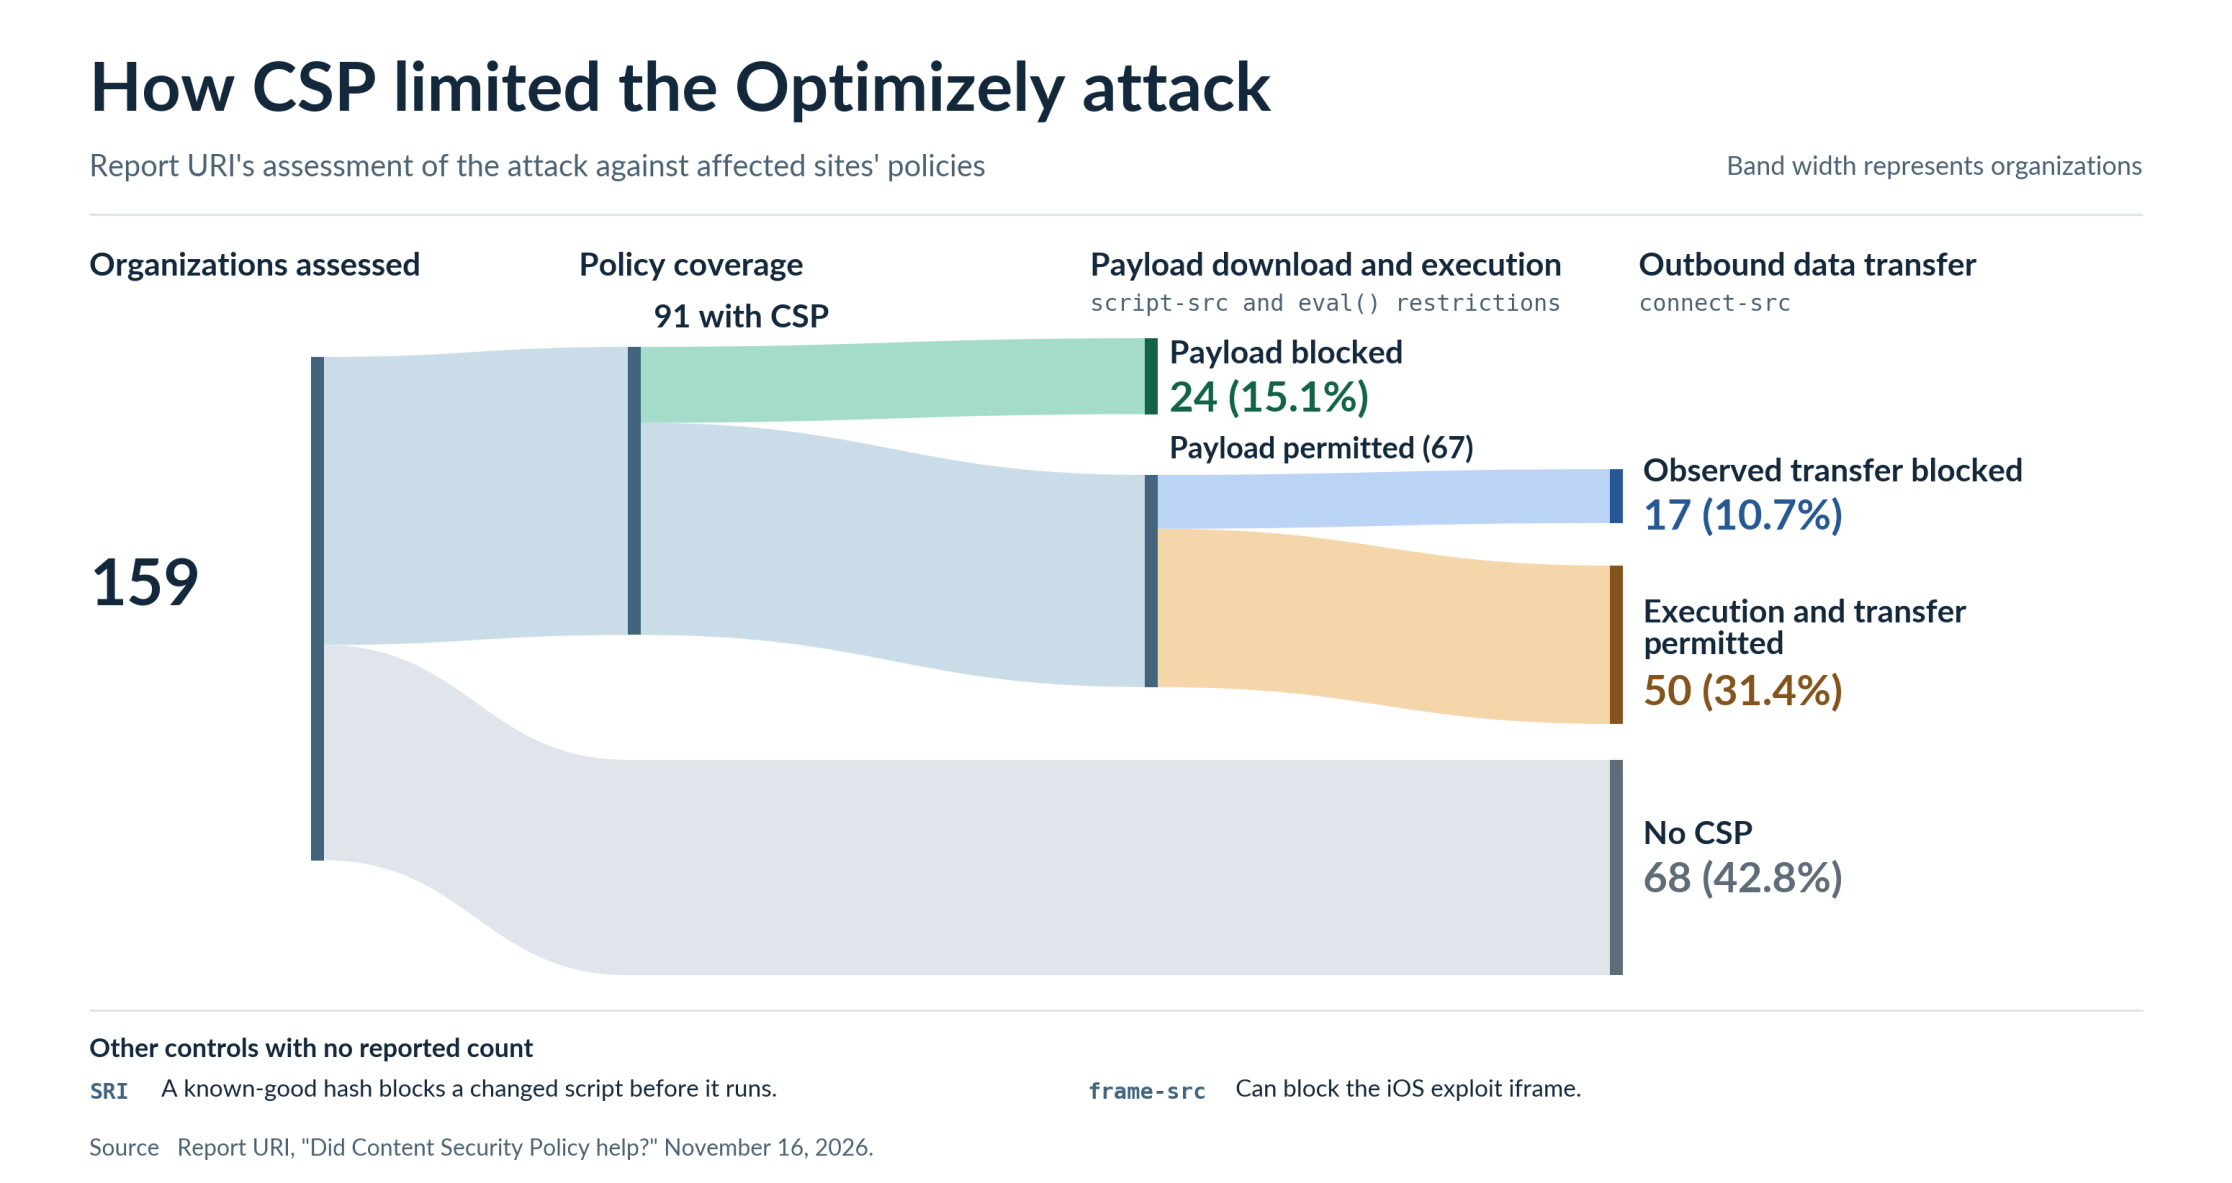 How CSP limited the Optimizely attack
Report URI's assessment of the attack against affected sites' policies
Band width represents organizations
Organizations assessed
Policy coverage
Payload download and execution
script-src and eval() restrictions
Outbound data transfer
connect-src
91 with CSP
Payload blocked
24 (15.1%)
Payload permitted (67)
Observed transfer blocked
17 (10.7%)
159
Execution and transfer
permitted
50 (31.4%)
No CSP
68 (42.8%)
Other controls with no reported count
SRI A known-good hash blocks a changed script before it runs.
frame-src Can block the iOS exploit iframe.
Source Report URI, "Did Content Security Policy help?" November 16, 2026.